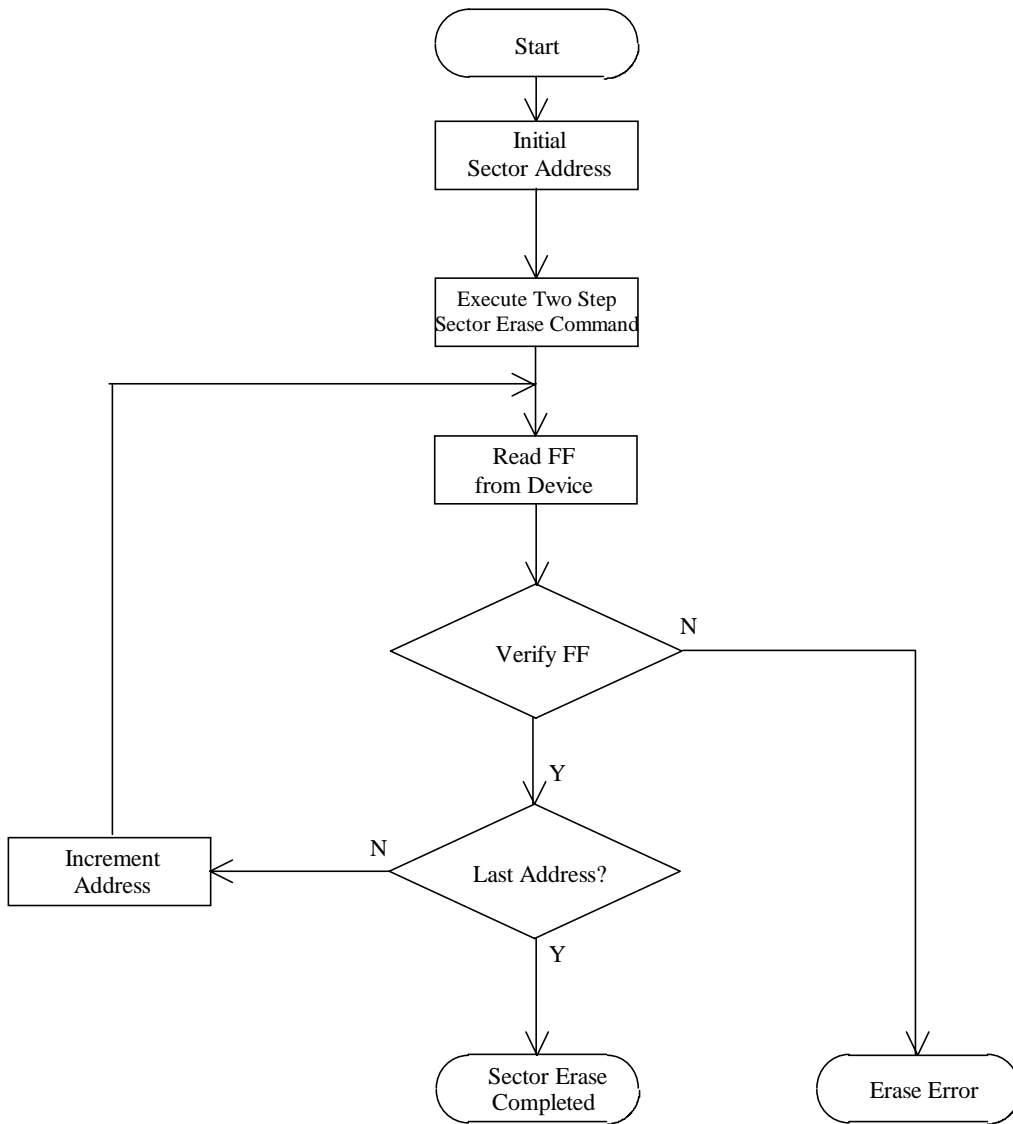 Start
Initial
Sector Address
Execute Two Step
Sector Erase Command
Read FF
from Device
Verify FF
N
Y
Last Address?
N
Increment
Address
Y
Sector Erase
Completed
Erase Error